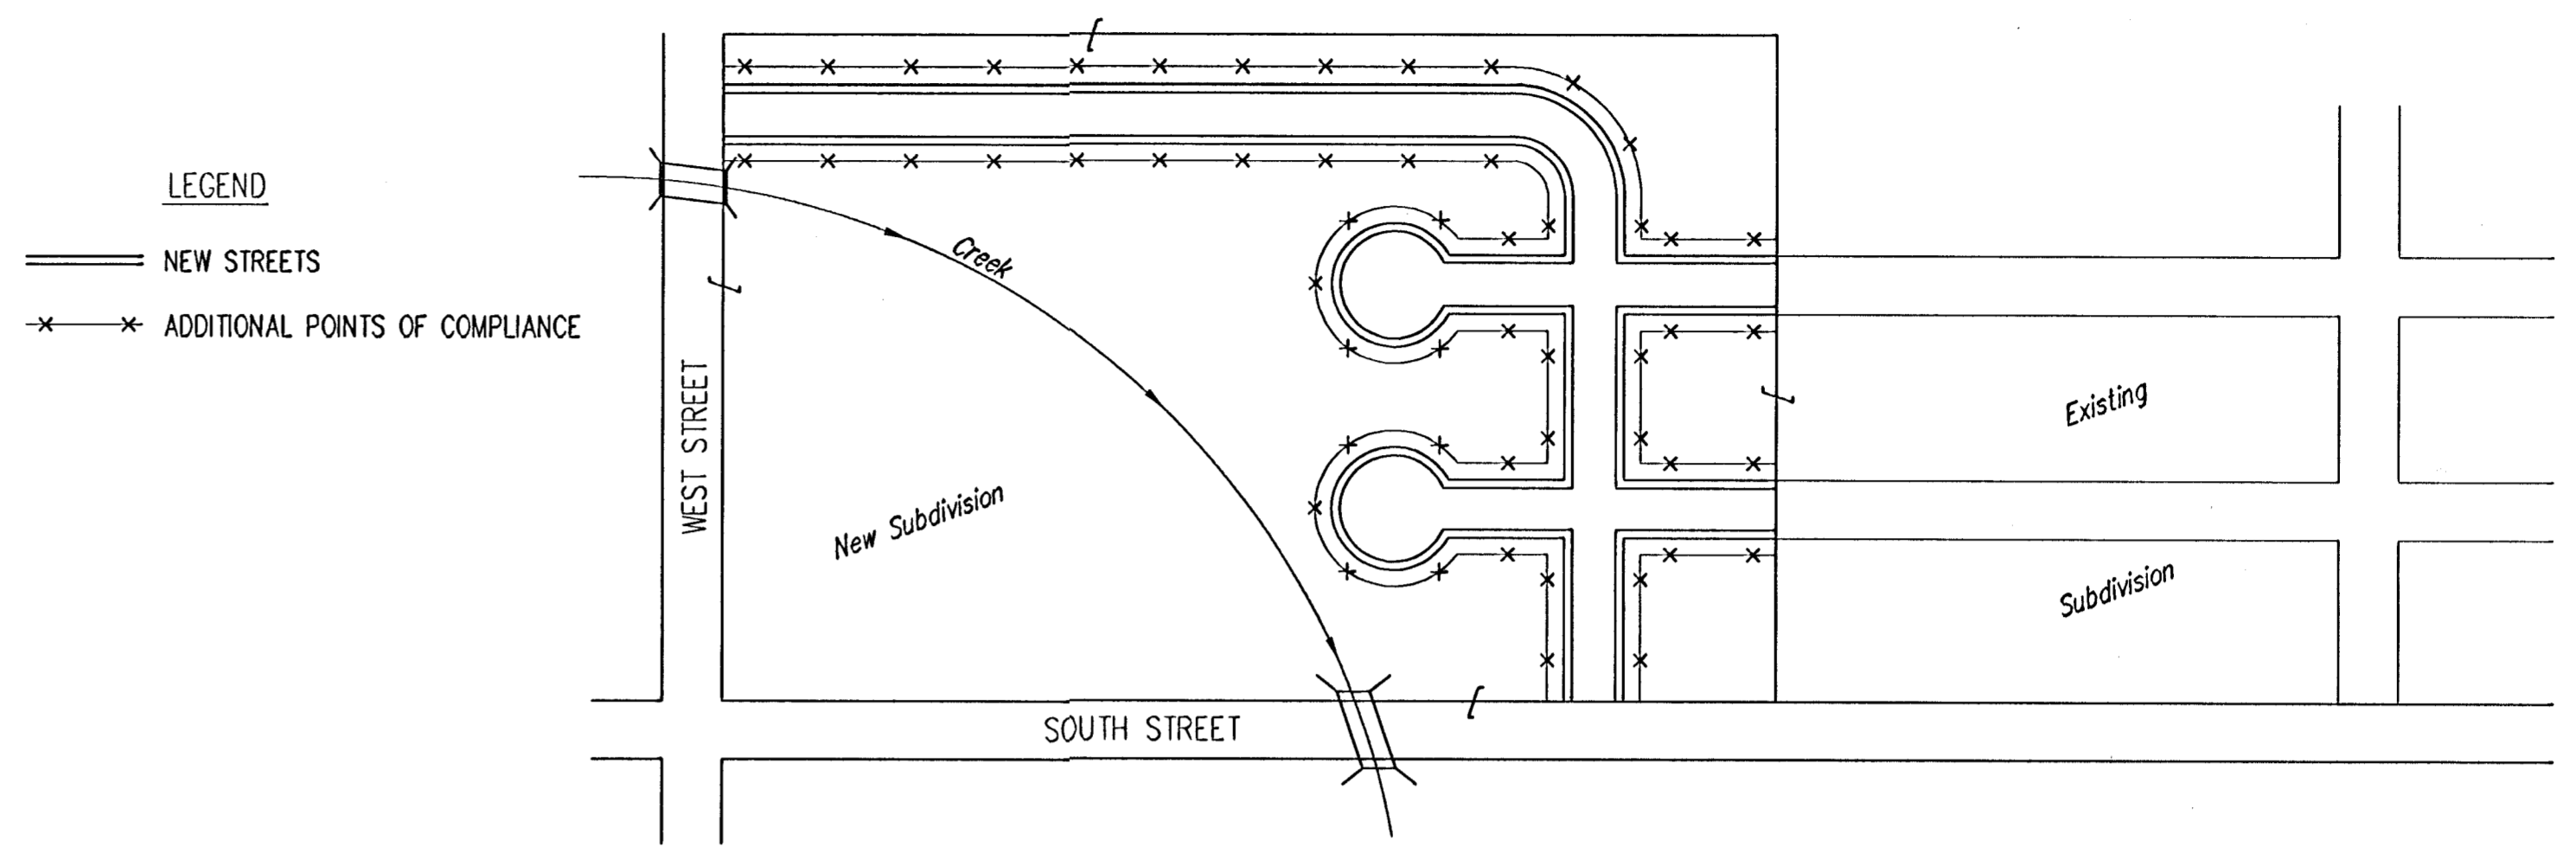 LEGEND
NEW STREETS
ADDITIONAL POINTS OF COMPLIANCE
Creek
WEST STREET
New Subdivision
SOUTH STREET
Existing
Subdivision